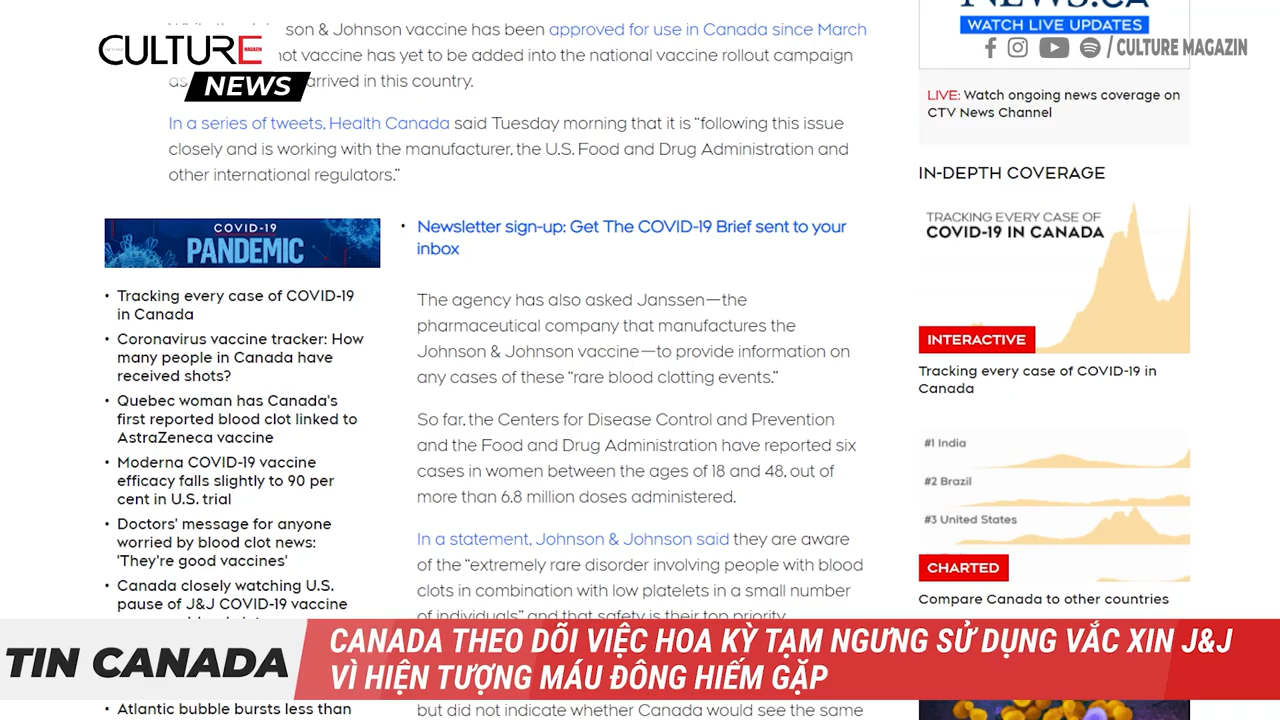 son & Johnson vaccine has been approved for use in Canada since March
not vaccine has yet to be added into the national vaccine rollout campaign
as arrived in this country.
In a series of tweets, Health Canada said Tuesday morning that it is “following this issue
closely and is working with the manufacturer, the U.S. Food and Drug Administration and
other international regulators.”
CULTURE
MAGAZIN
NEWS
COVID-19
PANDEMIC
• Tracking every case of COVID-19
in Canada
• Coronavirus vaccine tracker: How
many people in Canada have
received shots?
• Quebec woman has Canada's
first reported blood clot linked to
AstraZeneca vaccine
• Moderna COVID-19 vaccine
efficacy falls slightly to 90 per
cent in U.S. trial
• Doctors' message for anyone
worried by blood clot news:
'They're good vaccines'
• Canada closely watching U.S.
pause of J&J COVID-19 vaccine
Atlantic bubble bursts less than
• Newsletter sign-up: Get The COVID-19 Brief sent to your
inbox
The agency has also asked Janssen—the
pharmaceutical company that manufactures the
Johnson & Johnson vaccine—to provide information on
any cases of these “rare blood clotting events.”
So far, the Centers for Disease Control and Prevention
and the Food and Drug Administration have reported six
cases in women between the ages of 18 and 48, out of
more than 6.8 million doses administered.
In a statement, Johnson & Johnson said they are aware
of the “extremely rare disorder involving people with blood
clots in combination with low platelets in a small number
of individuals” and that safety is their top priority
but did not indicate whether Canada would see the same
NEWS.CA
WATCH LIVE UPDATES
/ CULTURE MAGAZIN
LIVE: Watch ongoing news coverage on
CTV News Channel
IN-DEPTH COVERAGE
TRACKING EVERY CASE OF
COVID-19 IN CANADA
INTERACTIVE
Tracking every case of COVID-19 in
Canada
#1 India
#2 Brazil
#3 United States
CHARTED
Compare Canada to other countries
TIN CANADA
CANADA THEO DÕI VIỆC HOA KỲ TẠM NGƯNG SỬ DỤNG VẮC XIN J&J
VÌ HIỆN TƯỢNG MÁU ĐÔNG HIẾM GẶP